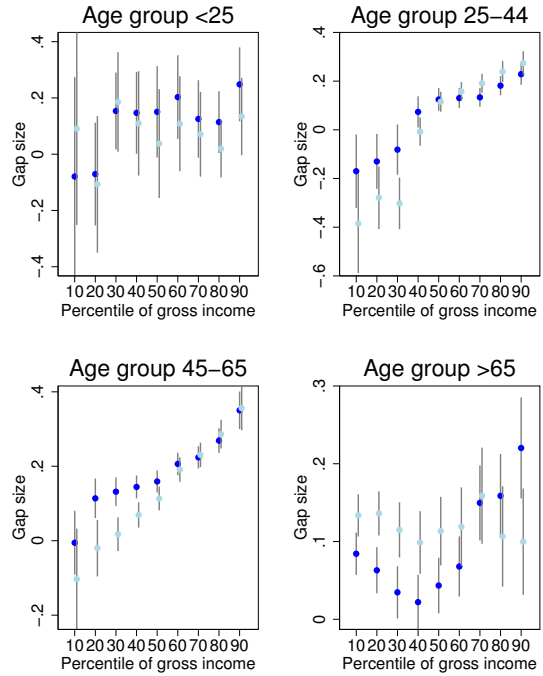 Age group <25
Gap size
.4
.2
0
-.2
-.4
10 20 30 40 50 60 70 80 90
Percentile of gross income
Age group 25-44
Gap size
.4
.2
0
-.2
-.4
-.6
10 20 30 40 50 60 70 80 90
Percentile of gross income
Age group 45-65
Gap size
.4
.2
0
-.2
10 20 30 40 50 60 70 80 90
Percentile of gross income
Age group >65
Gap size
.3
.2
.1
0
10 20 30 40 50 60 70 80 90
Percentile of gross income